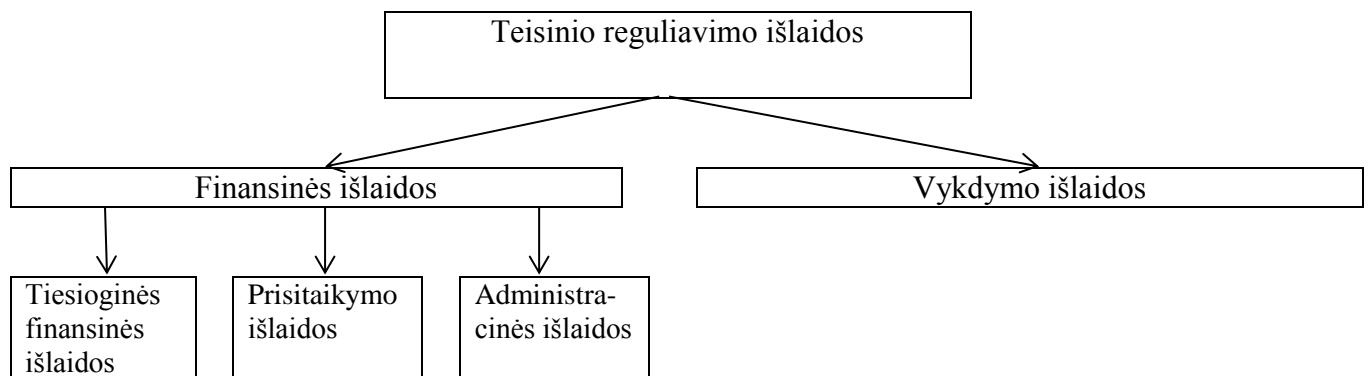 Teisinio reguliavimo išlaidos
Finansinės išlaidos
Vykdymo išlaidos
Tiesioginės
finansinės
išlaidos
Prisitaikymo
išlaidos
Administra-
cinės išlaidos